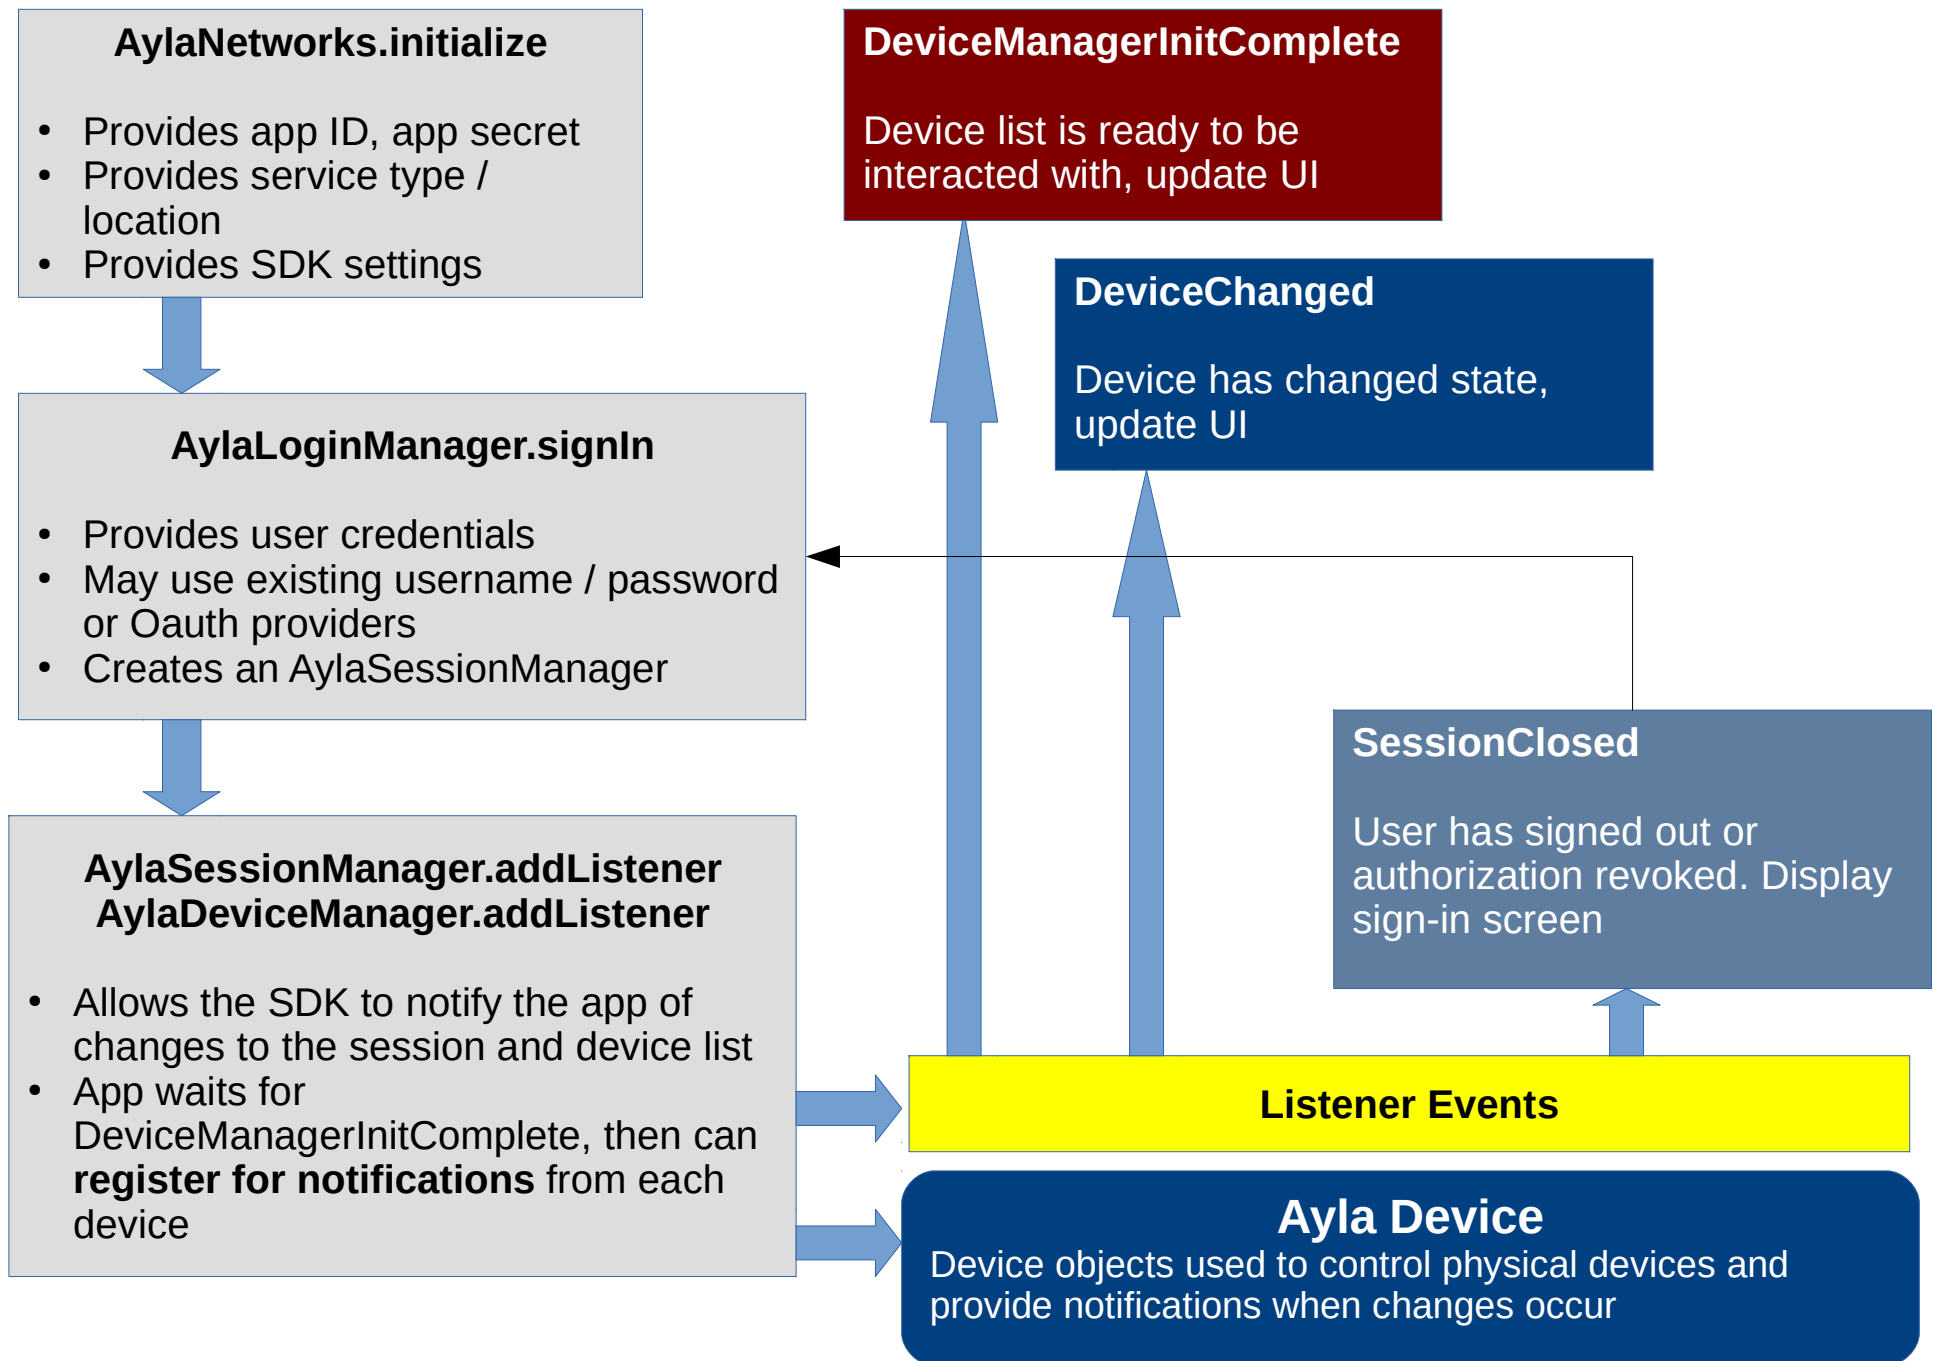 AylaNetworks.initialize
• Provides app ID, app secret
• Provides service type /
location
• Provides SDK settings
AylaLoginManager.signIn
• Provides user credentials
• May use existing username / password
or Oauth providers
• Creates an AylaSessionManager
AylaSessionManager.addListener
AylaDeviceManager.addListener
• Allows the SDK to notify the app of
changes to the session and device list
• App waits for
DeviceManagerInitComplete, then can
register for notifications from each
device
DeviceManagerInitComplete
Device list is ready to be
interacted with, update UI
DeviceChanged
Device has changed state,
update UI
SessionClosed
User has signed out or
authorization revoked. Display
sign-in screen
Listener Events
Ayla Device
Device objects used to control physical devices and
provide notifications when changes occur